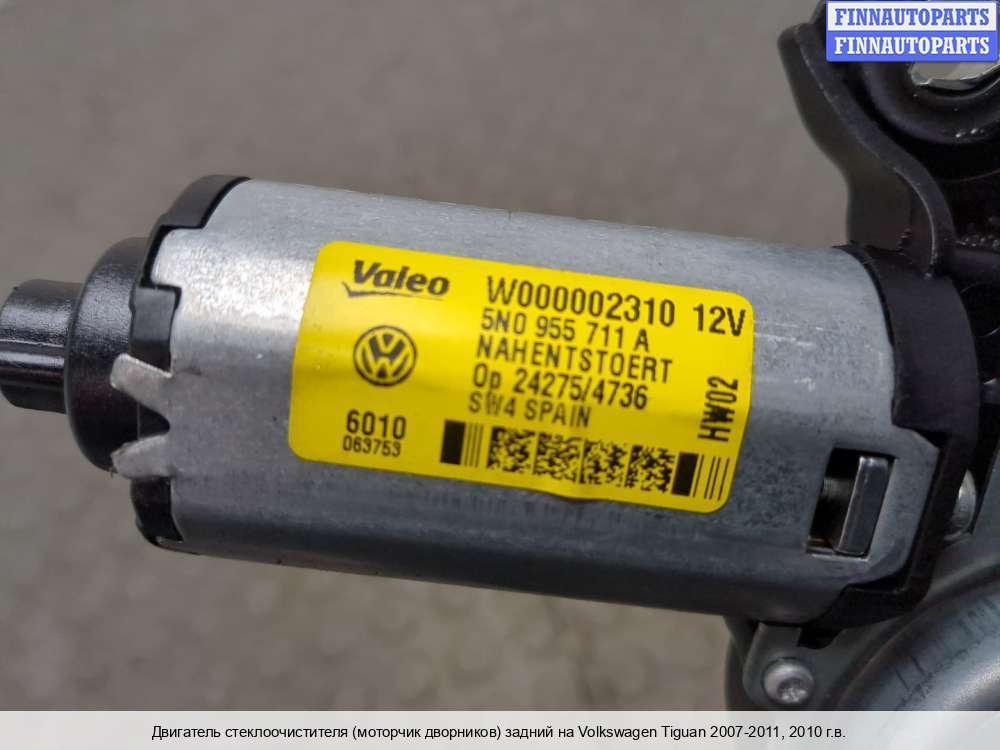 FINNAUTOPARTS
FINNAUTOPARTS
Valeo
W000002310 12V
5N0 955 711 A
NAHENTSTOERT
Op 24275/4736
SW4 SPAIN
HW02
6010
063753
Двигатель стеклоочистителя (моторчик дворников) задний на Volkswagen Tiguan 2007-2011, 2010 г.в.